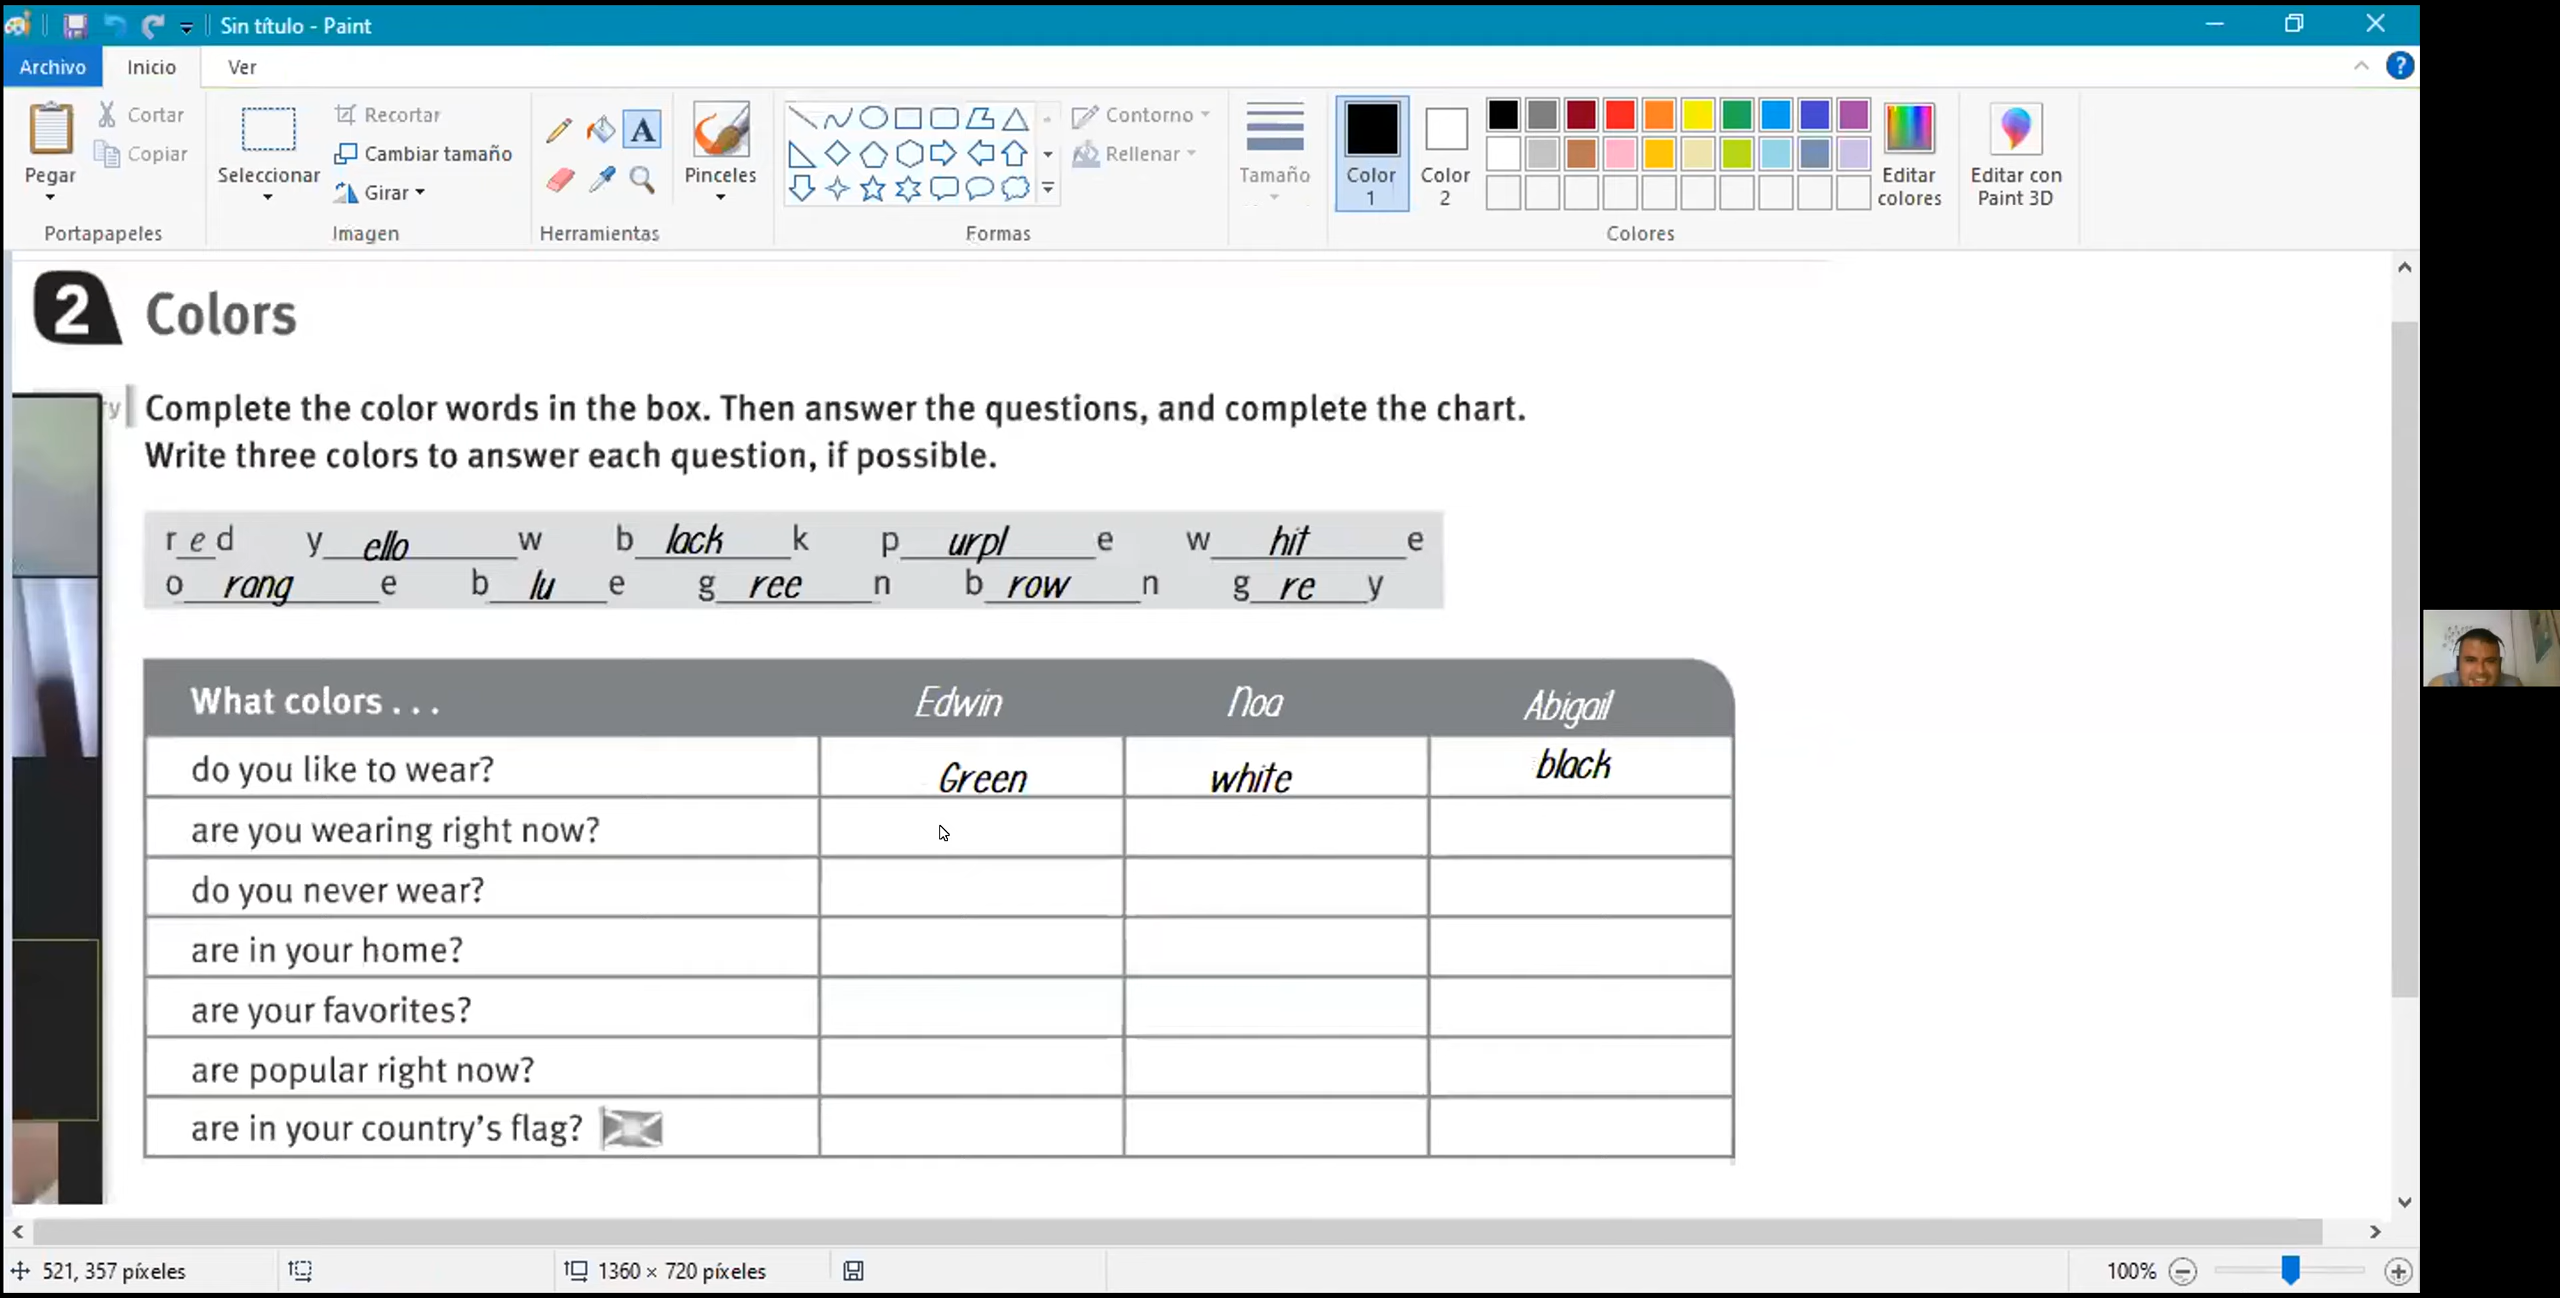 Sin título - Paint
Archivo Inicio Ver
Pegar Cortar Copiar Portapapeles
Seleccionar Recortar Cambiar tamaño Girar Imagen
Herramientas
Pinceles
Formas Contorno Rellenar
Tamaño
Color 1 Color 2 Editar colores Colores
Editar con Paint 3D
2 Colors
y
Complete the color words in the box. Then answer the questions, and complete the chart.
Write three colors to answer each question, if possible.
r e d y ello w b lack k p urpl e w hit e
o rang e b lu e g ree n b row n g re y
What colors . . . Edwin Noa Abigail
do you like to wear? Green white black
are you wearing right now?
do you never wear?
are in your home?
are your favorites?
are popular right now?
are in your country's flag?
521, 357 píxeles 1360 × 720 píxeles 100%